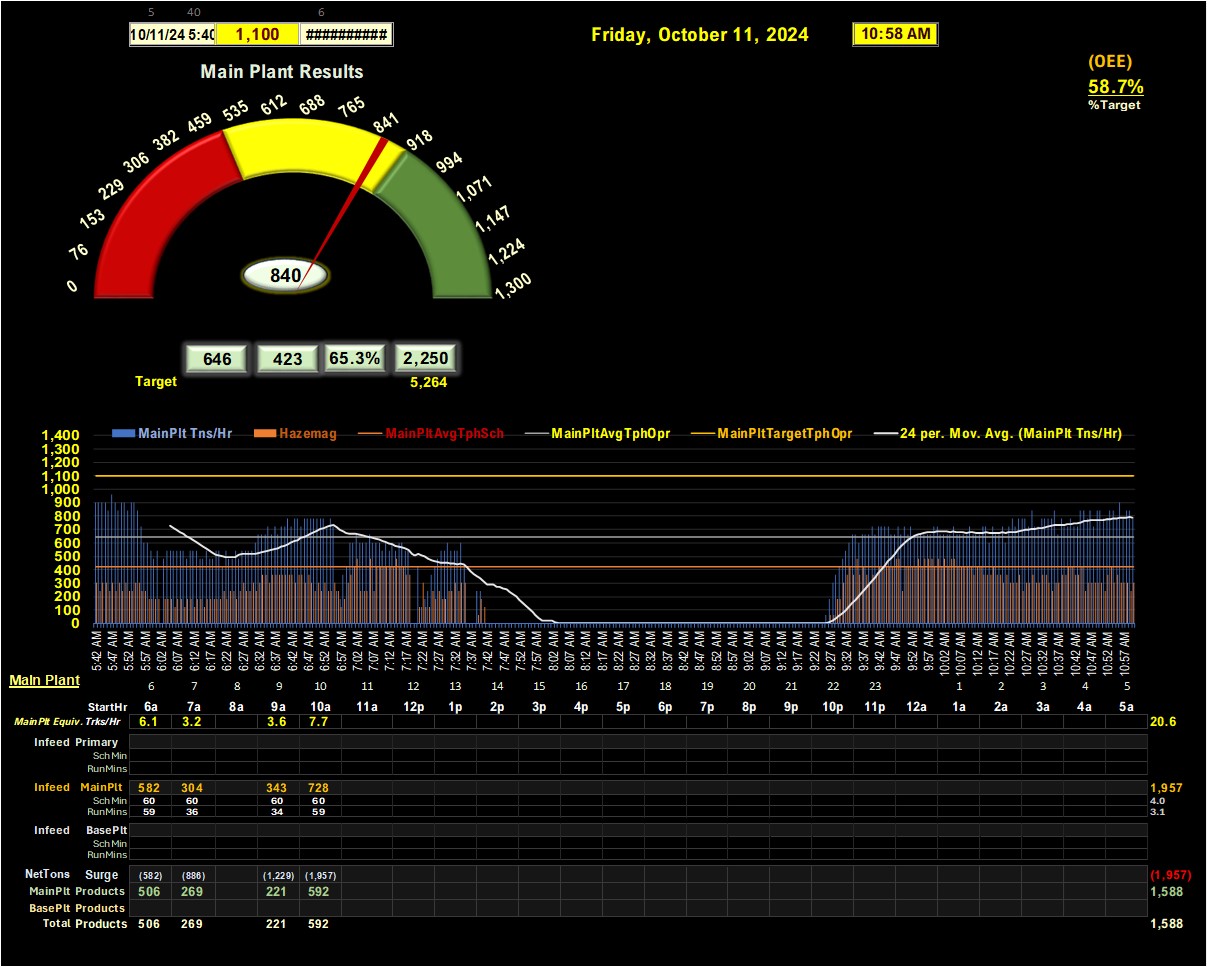 5 40 6
10/11/24 5:40 1,100 ##########
Friday, October 11, 2024 10:58 AM
(OEE)
58.7%
%Target
Main Plant Results
0 76 153 229 306 382 459 535 612 688 765 841 918 994 1,071 1,147 1,224 1,300
840
646 423 65.3% 2,250
Target 5,264
MainPlt Tns/Hr Hazemag MainPltAvgTphSch MainPltAvgTphOpr MainPltTargetTphOpr 24 per. Mov. Avg. (MainPlt Tns/Hr)
1,400
1,300
1,200
1,100
1,000
900
800
700
600
500
400
300
200
100
0
5:42 AM 5:47 AM 5:52 AM 5:57 AM 6:02 AM 6:07 AM 6:12 AM 6:17 AM 6:22 AM 6:27 AM 6:32 AM 6:37 AM 6:42 AM 6:47 AM 6:52 AM 6:57 AM 7:02 AM 7:07 AM 7:12 AM 7:17 AM 7:22 AM 7:27 AM 7:32 AM 7:37 AM 7:42 AM 7:47 AM 7:52 AM 7:57 AM 8:02 AM 8:07 AM 8:12 AM 8:17 AM 8:22 AM 8:27 AM 8:32 AM 8:37 AM 8:42 AM 8:47 AM 8:52 AM 8:57 AM 9:02 AM 9:07 AM 9:12 AM 9:17 AM 9:22 AM 9:27 AM 9:32 AM 9:37 AM 9:42 AM 9:47 AM 9:52 AM 9:57 AM 10:02 AM 10:07 AM 10:12 AM 10:17 AM 10:22 AM 10:27 AM 10:32 AM 10:37 AM 10:42 AM 10:47 AM 10:52 AM 10:57 AM
Main Plant 6 7 8 9 10 11 12 13 14 15 16 17 18 19 20 21 22 23 1 2 3 4 5
StartHr 6a 7a 8a 9a 10a 11a 12p 1p 2p 3p 4p 5p 6p 7p 8p 9p 10p 11p 12a 1a 2a 3a 4a 5a
MainPlt Equiv. Trks/Hr 6.1 3.2 3.6 7.7 20.6
Infeed Primary
Sch Min
RunMins
Infeed MainPlt 582 304 343 728 1,957
Sch Min 60 60 60 60 4.0
RunMins 59 36 34 59 3.1
Infeed BasePlt
Sch Min
RunMins
NetTons Surge (582) (886) (1,229) (1,957) (1,957)
MainPlt Products 506 269 221 592 1,588
BasePlt Products
Total Products 506 269 221 592 1,588